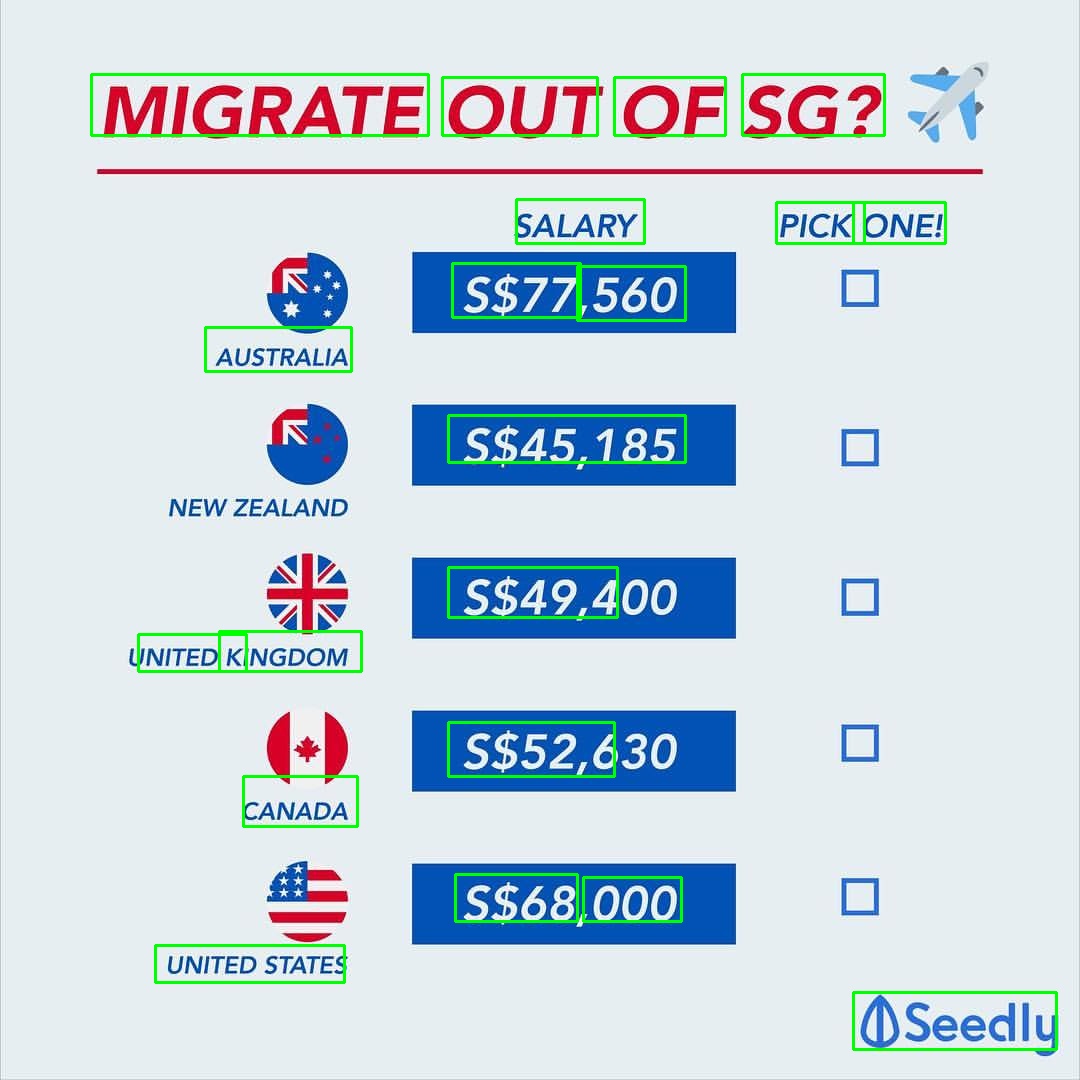 MIGRATE OUT OF SG?
SALARY PICK ONE!
S$77,560
AUSTRALIA
S$45,185
NEW ZEALAND
S$49,400
UNITED KINGDOM
S$52,630
CANADA
S$68,000
UNITED STATES
Seedly